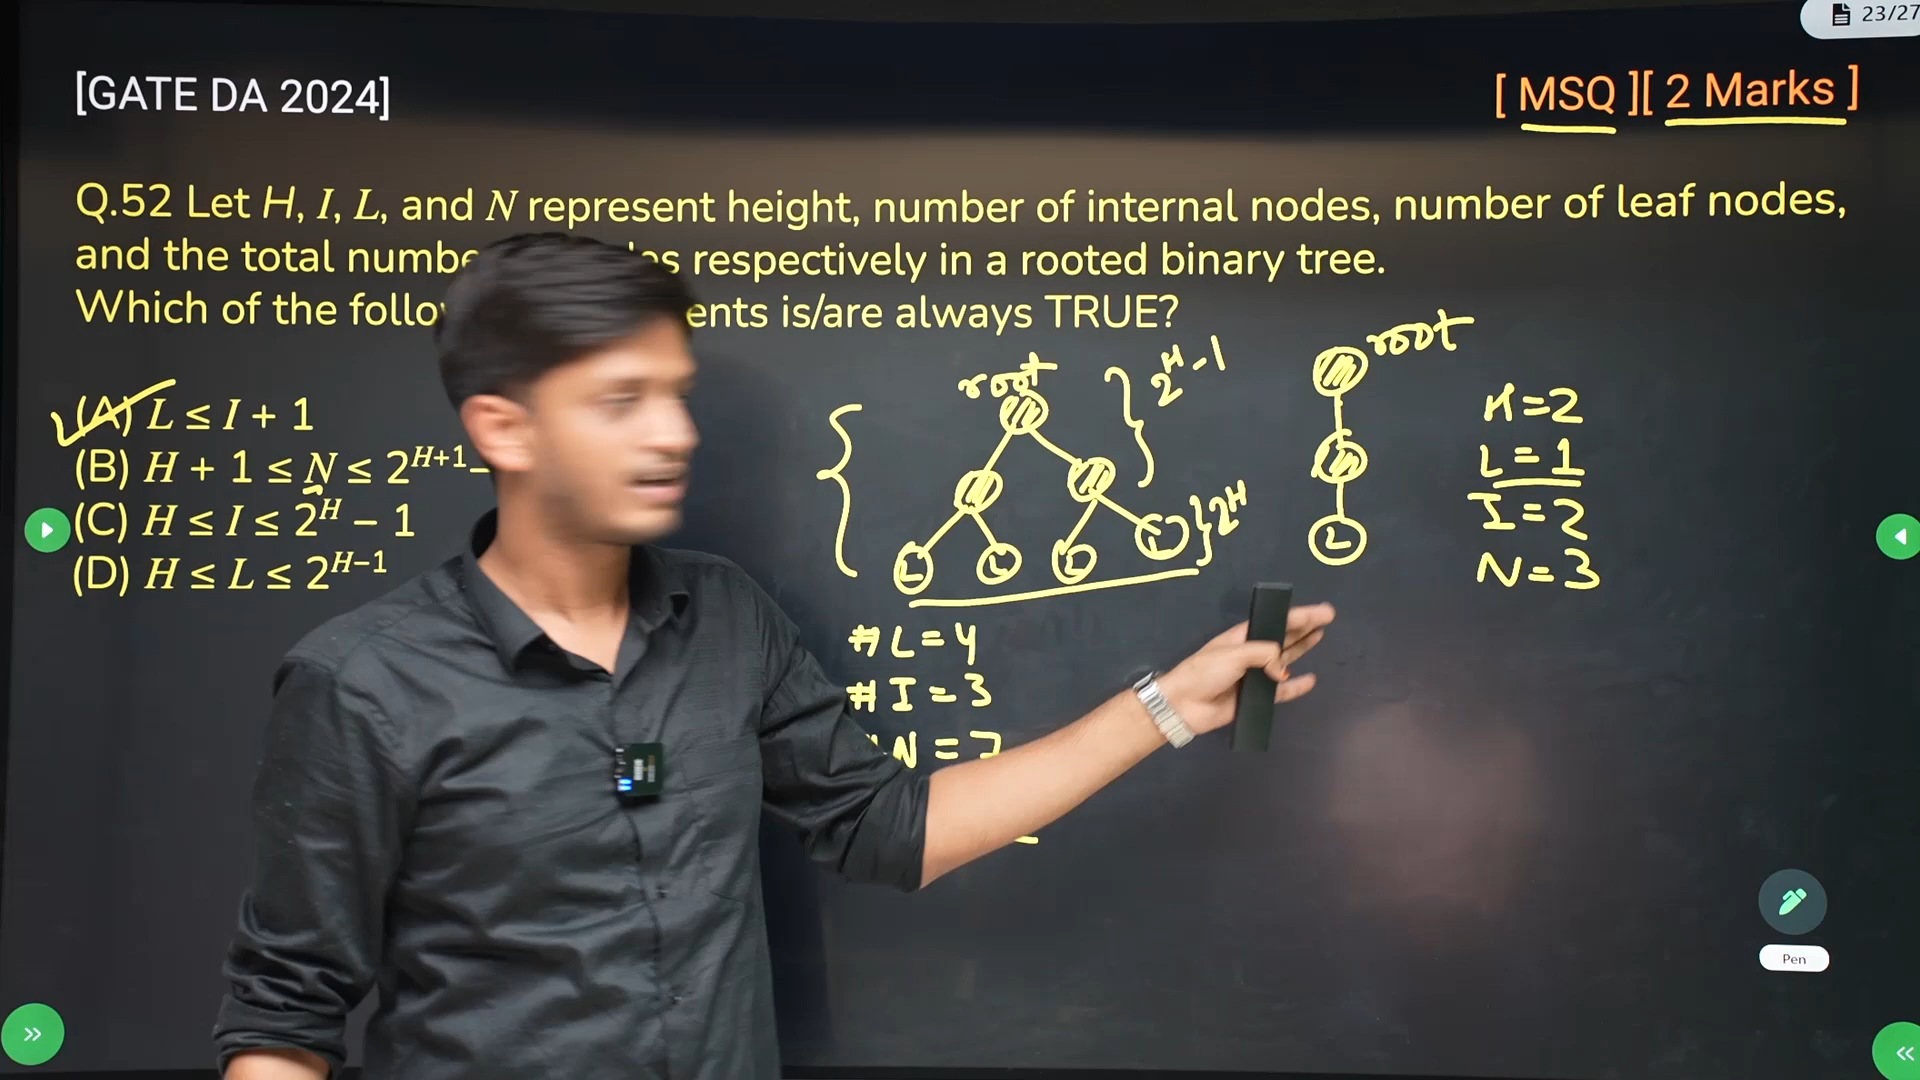 23/27
[GATE DA 2024]
[ MSQ ][ 2 Marks ]
Q.52 Let H, I, L, and N represent height, number of internal nodes, number of leaf nodes,
and the total numbe es respectively in a rooted binary tree.
Which of the follo ents is/are always TRUE?
(A) L ≤ I + 1
(B) H + 1 ≤ N ≤ 2^{H+1} –
(C) H ≤ I ≤ 2^H – 1
(D) H ≤ L ≤ 2^{H–1}
root
2^H - 1
L L L L
2^H
# L = 4
# I = 3
N = 7
root
L
H = 2
L = 1
I = 2
N = 3
Pen